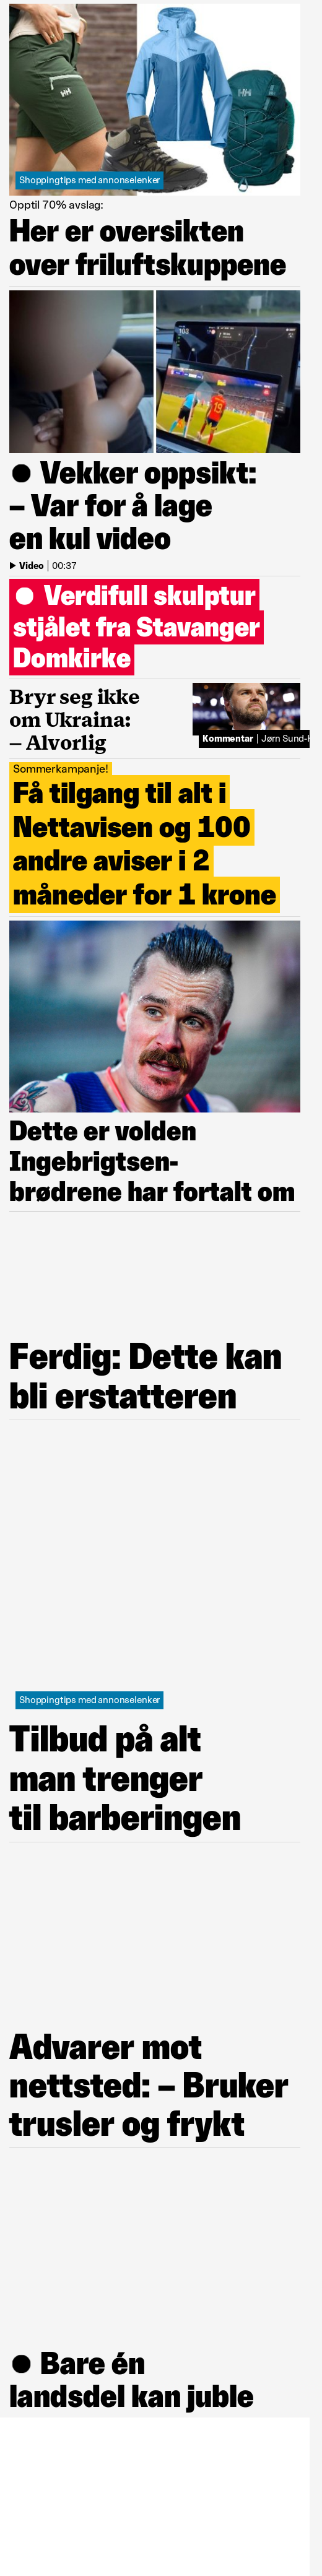 HH
HH
Shoppingtips med annonselenker
Opptil 70% avslag:
Her er oversikten
over friluftskuppene
● Vekker oppsikt:
– Var for å lage
en kul video
Video | 00:37
● Verdifull skulptur
stjålet fra Stavanger
Domkirke
Bryr seg ikke
om Ukraina:
– Alvorlig
Kommentar | Jørn Sund-H
Sommerkampanje!
Få tilgang til alt i
Nettavisen og 100
andre aviser i 2
måneder for 1 krone
Dette er volden
Ingebrigtsen-
brødrene har fortalt om
Ferdig: Dette kan
bli erstatteren
Shoppingtips med annonselenker
Tilbud på alt
man trenger
til barberingen
Advarer mot
nettsted: – Bruker
trusler og frykt
● Bare én
landsdel kan juble